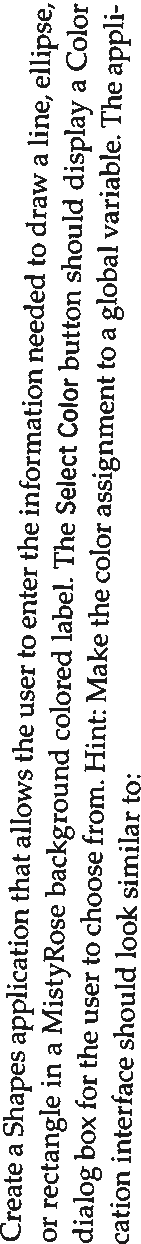 Create a Shapes application that allows the user to enter the information needed to draw a line, ellipse,
or rectangle in a MistyRose background colored label. The Select Color button should display a Color
dialog box for the user to choose from. Hint: Make the color assignment to a global variable. The appli-
cation interface should look similar to: